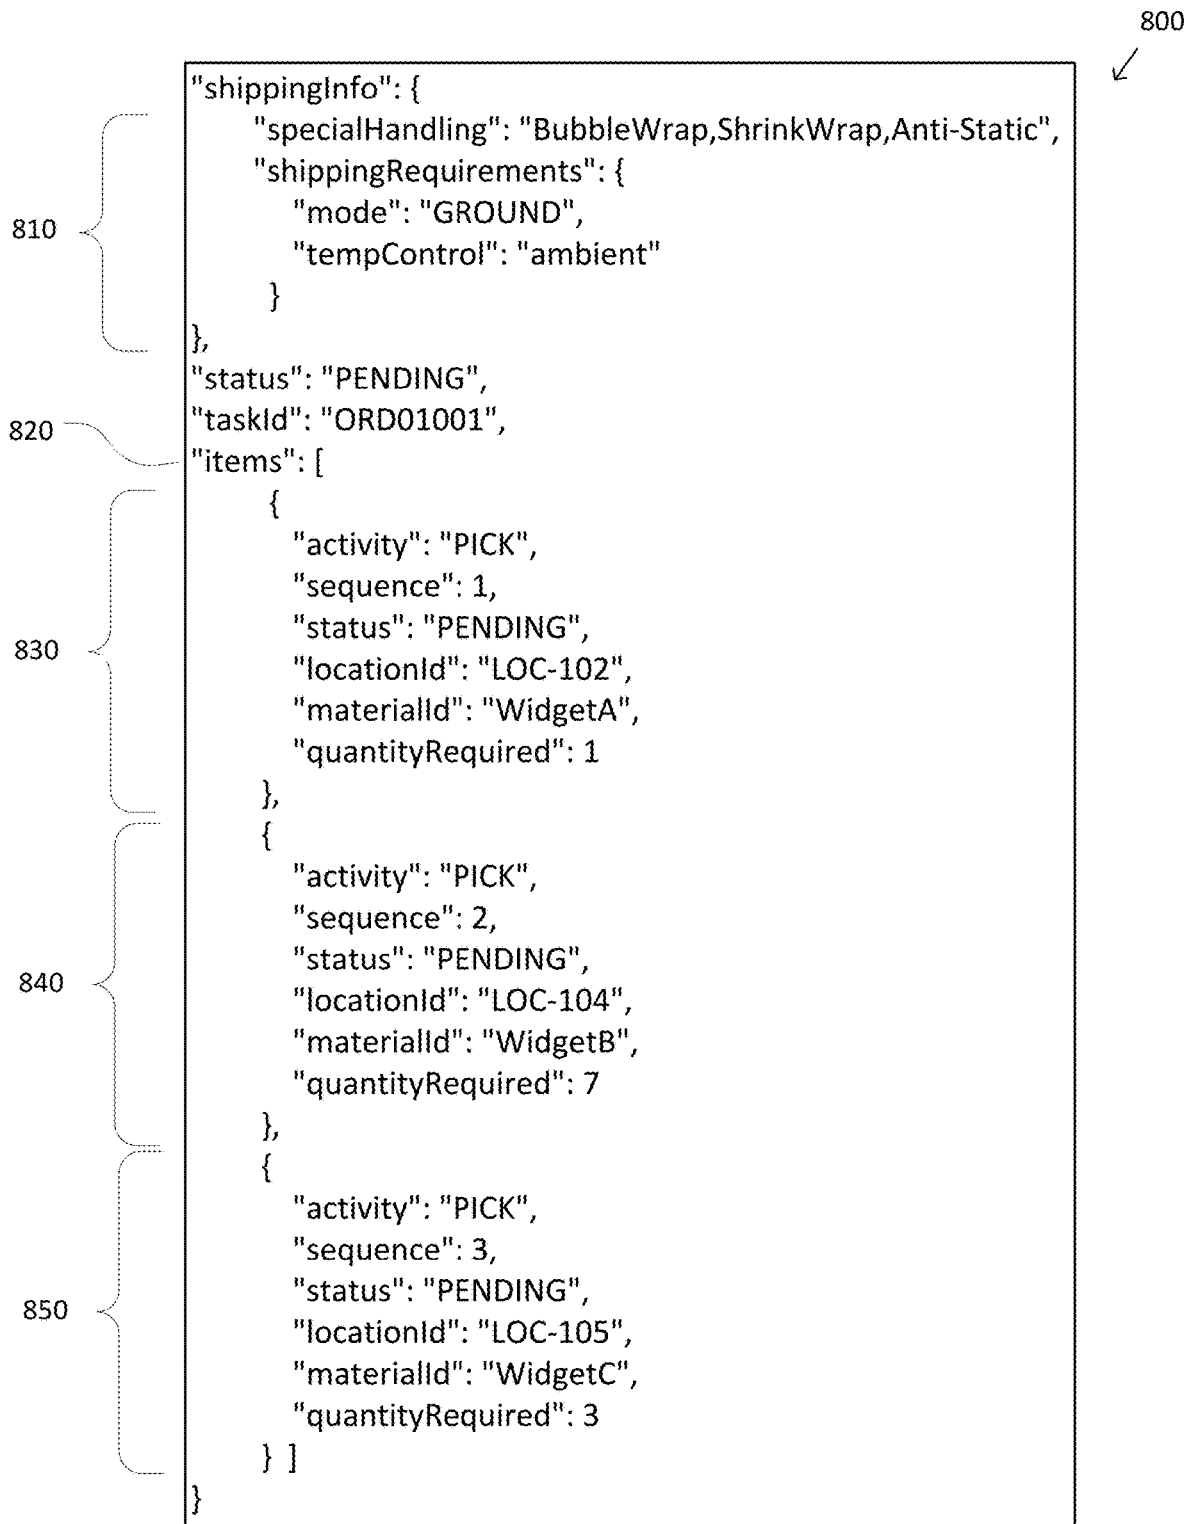 800
"shippingInfo": {
"specialHandling": "BubbleWrap,ShrinkWrap,Anti-Static",
"shippingRequirements": {
"mode": "GROUND",
810
"tempControl": "ambient"
}
},
"status": "PENDING",
"taskId": "ORD01001",
820
"items": [
{
"activity": "PICK",
"sequence": 1,
"status": "PENDING",
830
"locationId": "LOC-102",
"materialId": "WidgetA",
"quantityRequired": 1
},
{
"activity": "PICK",
"sequence": 2,
"status": "PENDING",
840
"locationId": "LOC-104",
"materialId": "WidgetB",
"quantityRequired": 7
},
{
"activity": "PICK",
"sequence": 3,
"status": "PENDING",
850
"locationId": "LOC-105",
"materialId": "WidgetC",
"quantityRequired": 3
} ]
}